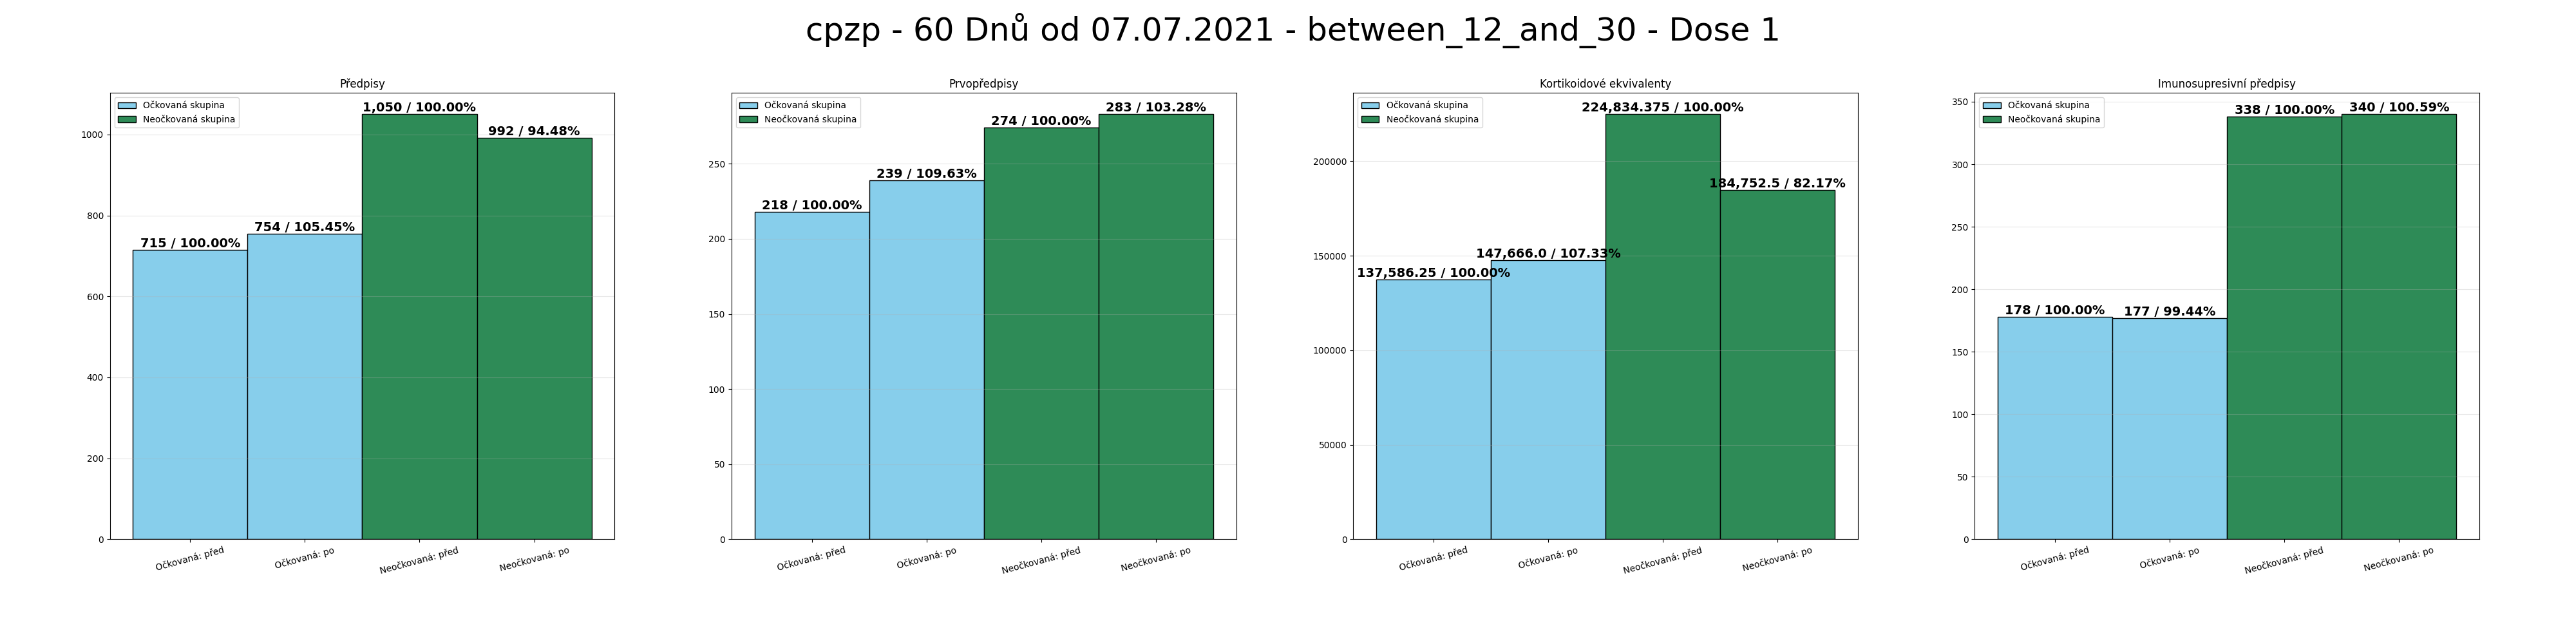 cpzp - 60 Dnů od 07.07.2021 - between_12_and_30 - Dose 1
Předpisy
Očkovaná skupina
Neočkovaná skupina
1000
800
600
400
200
0
715 / 100.00%
754 / 105.45%
1,050 / 100.00%
992 / 94.48%
Očkovaná: před
Očkovaná: po
Neočkovaná: před
Neočkovaná: po
Prvopředpisy
Očkovaná skupina
Neočkovaná skupina
250
200
150
100
50
0
218 / 100.00%
239 / 109.63%
274 / 100.00%
283 / 103.28%
Očkovaná: před
Očkovaná: po
Neočkovaná: před
Neočkovaná: po
Kortikoidové ekvivalenty
Očkovaná skupina
Neočkovaná skupina
200000
150000
100000
50000
0
137,586.25 / 100.00%
147,666.0 / 107.33%
224,834.375 / 100.00%
184,752.5 / 82.17%
Očkovaná: před
Očkovaná: po
Neočkovaná: před
Neočkovaná: po
Imunosupresivní předpisy
Očkovaná skupina
Neočkovaná skupina
350
300
250
200
150
100
50
0
178 / 100.00%
177 / 99.44%
338 / 100.00%
340 / 100.59%
Očkovaná: před
Očkovaná: po
Neočkovaná: před
Neočkovaná: po